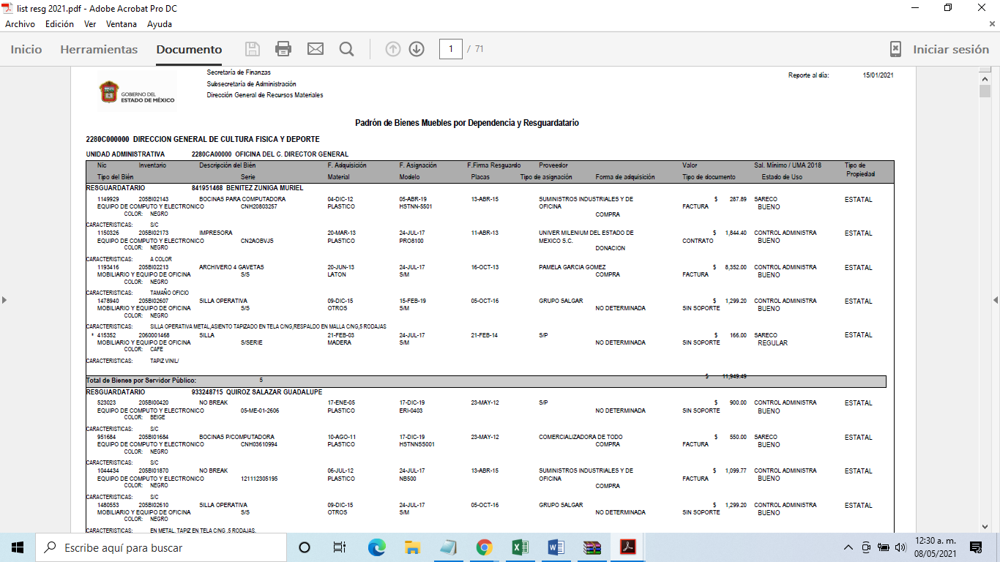 list resg 2021.pdf - Adobe Acrobat Pro DC
Archivo Edición Ver Ventana Ayuda
Inicio Herramientas Documento 1 / 71 Iniciar sesión
GOBIERNO DEL
ESTADO DE MÉXICO
Secretaría de Finanzas
Subsecretaría de Administración
Dirección General de Recursos Materiales
Reporte al día: 15/01/2021
Padrón de Bienes Muebles por Dependencia y Resguardatario
2280C000000 DIRECCION GENERAL DE CULTURA FISICA Y DEPORTE
UNIDAD ADMINISTRATIVA 2280CA00000 OFICINA DEL C. DIRECTOR GENERAL
Nic Inventario Descripción del Bién F. Adquisición F. Asignación F.Firma Resguardo Proveedor Valor Sal. Mínimo / UMA 2018 Tipo de
Tipo del Bién Serie Material Modelo Placas Tipo de asignación Forma de adquisición Tipo de documento Estado de Uso Propiedad
RESGUARDATARIO 841951468 BENITEZ ZUNIGA MURIEL
1149929 205BI02143 BOCINAS PARA COMPUTADORA 04-DIC-12 05-ABR-19 13-ABR-15 SUMINISTROS INDUSTRIALES Y DE $ 287.89 SARECO ESTATAL
EQUIPO DE COMPUTO Y ELECTRONICO CNH20803257 PLASTICO H5TNN-5501 OFICINA FACTURA BUENO
COLOR: NEGRO COMPRA
CARACTERISTICAS: S/C
1150326 205BI02173 IMPRESORA 20-MAR-13 24-JUL-17 11-ABR-13 UNIVER MILENIUM DEL ESTADO DE $ 1,844.40 CONTROL ADMINISTRA ESTATAL
EQUIPO DE COMPUTO Y ELECTRONICO CN2AOBVJS PLASTICO PRO8100 MEXICO S.C. CONTRATO BUENO
COLOR: NEGRO DONACION
CARACTERISTICAS: A COLOR
1193416 205BI02213 ARCHIVERO 4 GAVETAS 20-JUN-13 24-JUL-17 16-OCT-13 PAMELA GARCIA GOMEZ $ 8,352.00 CONTROL ADMINISTRA ESTATAL
MOBILIARIO Y EQUIPO DE OFICINA S/S LATON S/M COMPRA FACTURA BUENO
COLOR: NEGRO
CARACTERISTICAS: TAMAÑO OFICIO
1478940 205BI02607 SILLA OPERATIVA 09-DIC-15 15-FEB-19 05-OCT-16 GRUPO SALGAR $ 1,299.20 CONTROL ADMINISTRA ESTATAL
MOBILIARIO Y EQUIPO DE OFICINA S/S OTROS S/M NO DETERMINADA SIN SOPORTE BUENO
COLOR: NEGRO
CARACTERISTICAS: SILLA OPERATIVA METAL,ASIENTO TAPIZADO EN TELA C/NG,RESPALDO EN MALLA C/NG,5 RODAJAS
* 415352 2060001468 SILLA 21-FEB-03 24-JUL-17 21-FEB-14 S/P $ 166.00 SARECO ESTATAL
MOBILIARIO Y EQUIPO DE OFICINA S/SERIE MADERA S/M NO DETERMINADA SIN SOPORTE REGULAR
COLOR: CAFE
CARACTERISTICAS: TAPIZ VINIL/
$ 11,949.49
Total de Bienes por Servidor Público: 5
RESGUARDATARIO 933248715 QUIROZ SALAZAR GUADALUPE
523023 205BI00420 NO BREAK 17-ENE-05 17-DIC-19 23-MAY-12 S/P $ 900.00 CONTROL ADMINISTRA ESTATAL
EQUIPO DE COMPUTO Y ELECTRONICO 05-ME-01-2606 PLASTICO ERI-0403 NO DETERMINADA SIN SOPORTE BUENO
COLOR: BEIGE
CARACTERISTICAS: S/C
951684 205BI01684 BOCINAS P/COMPUTADORA 10-AGO-11 17-DIC-19 23-MAY-12 COMERCIALIZADORA DE TODO $ 550.00 SARECO ESTATAL
EQUIPO DE COMPUTO Y ELECTRONICO CNH03610994 PLASTICO H5TNN55001 COMPRA FACTURA BUENO
COLOR: NEGRO
CARACTERISTICAS: S/C
1044434 205BI01870 NO BREAK 06-JUL-12 24-JUL-17 13-ABR-15 SUMINISTROS INDUSTRIALES Y DE $ 1,099.77 CONTROL ADMINISTRA ESTATAL
EQUIPO DE COMPUTO Y ELECTRONICO 121112305195 PLASTICO NB500 OFICINA FACTURA BUENO
COLOR: NEGRO COMPRA
CARACTERISTICAS: S/C
1480553 205BI02610 SILLA OPERATIVA 09-DIC-15 24-JUL-17 05-OCT-16 GRUPO SALGAR $ 1,299.20 CONTROL ADMINISTRA ESTATAL
MOBILIARIO Y EQUIPO DE OFICINA S/S OTROS S/M NO DETERMINADA SIN SOPORTE BUENO
COLOR: NEGRO
CARACTERISTICAS: EN METAL, TAPIZ EN TELA C/NG ,5 RODAJAS.
Escribe aquí para buscar
12:30 a. m.
08/05/2021